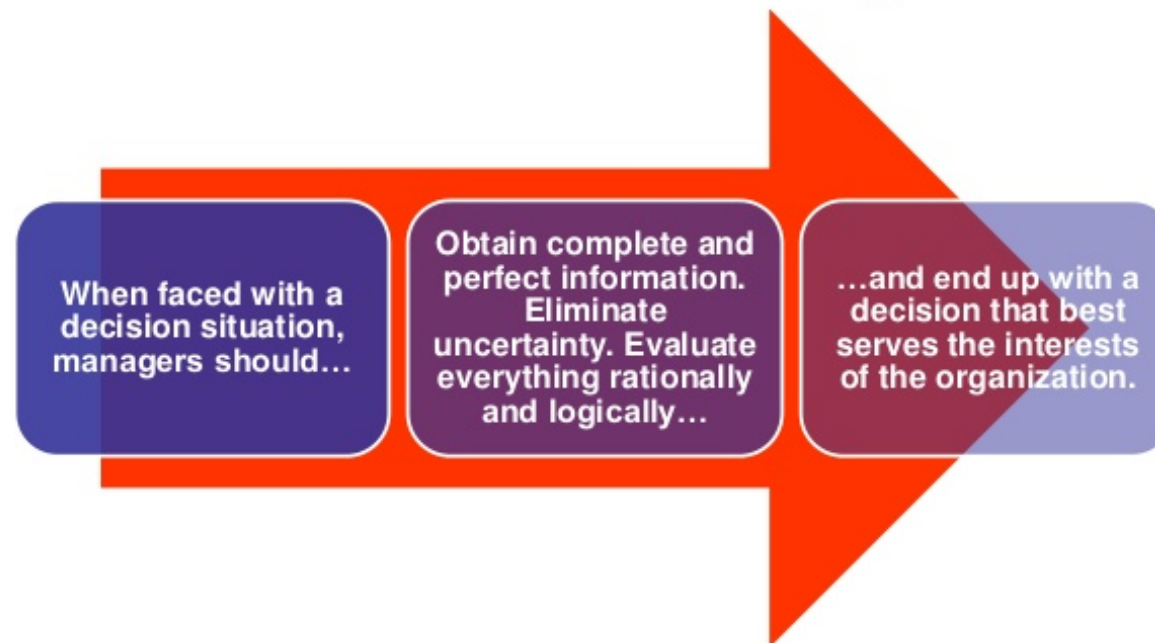 When faced with a
decision situation,
managers should…
Obtain complete and
perfect information.
Eliminate
uncertainty. Evaluate
everything rationally
and logically…
…and end up with a
decision that best
serves the interests
of the organization.